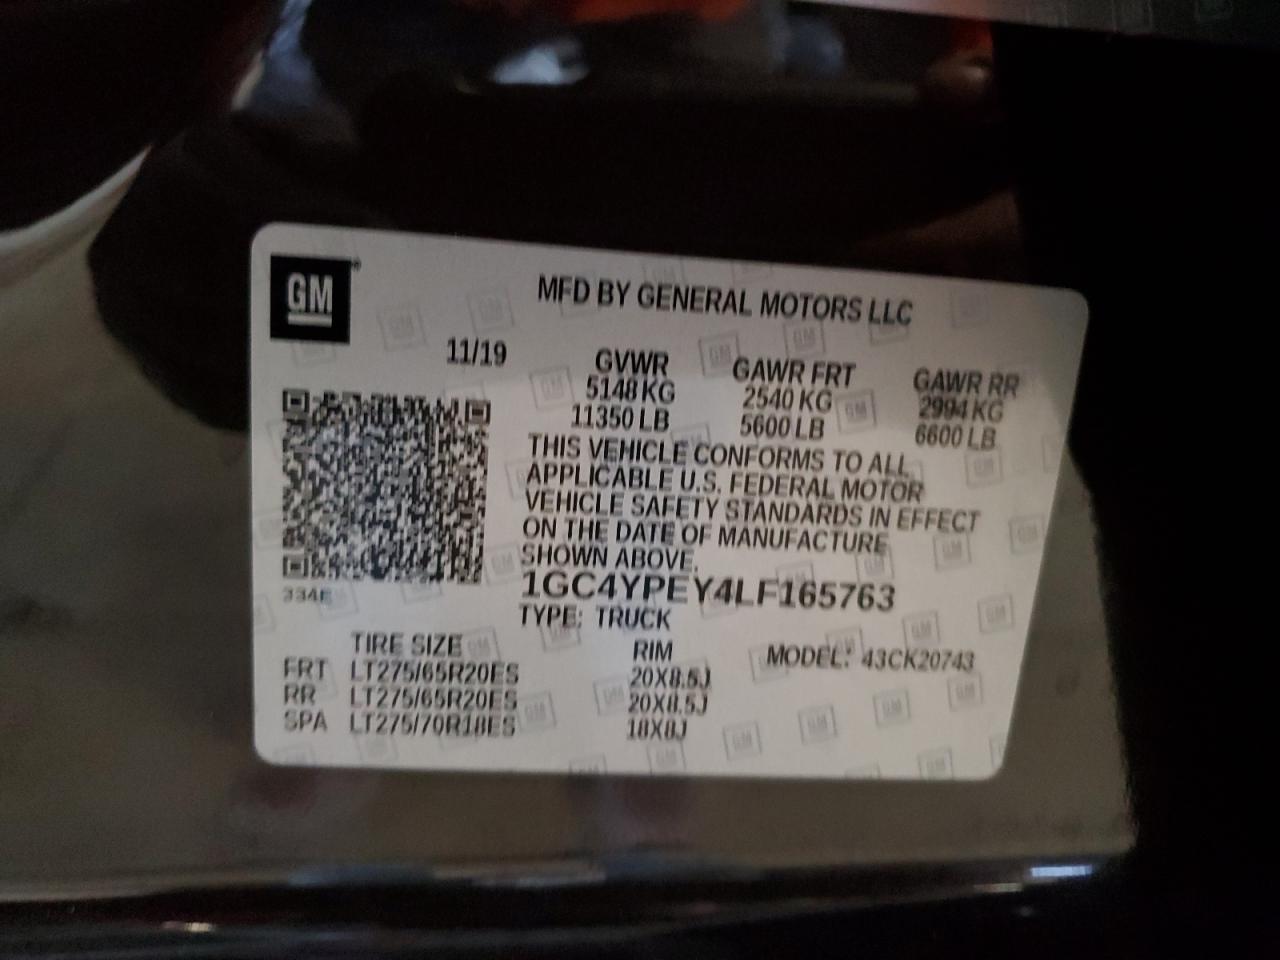 GM
MFD BY GENERAL MOTORS LLC
11/19 GVWR GAWR FRT GAWR RR
5148 KG 2540 KG 2994 KG
11350 LB 5600 LB 6600 LB
THIS VEHICLE CONFORMS TO ALL
APPLICABLE U.S. FEDERAL MOTOR
VEHICLE SAFETY STANDARDS IN EFFECT
ON THE DATE OF MANUFACTURE
SHOWN ABOVE.
334E
1GC4YPEY4LF165763
TYPE: TRUCK
TIRE SIZE RIM MODEL: 43CK20743
FRT LT275/65R20ES 20X8.5J
RR LT275/65R20ES 20X8.5J
SPA LT275/70R18ES 18X8J